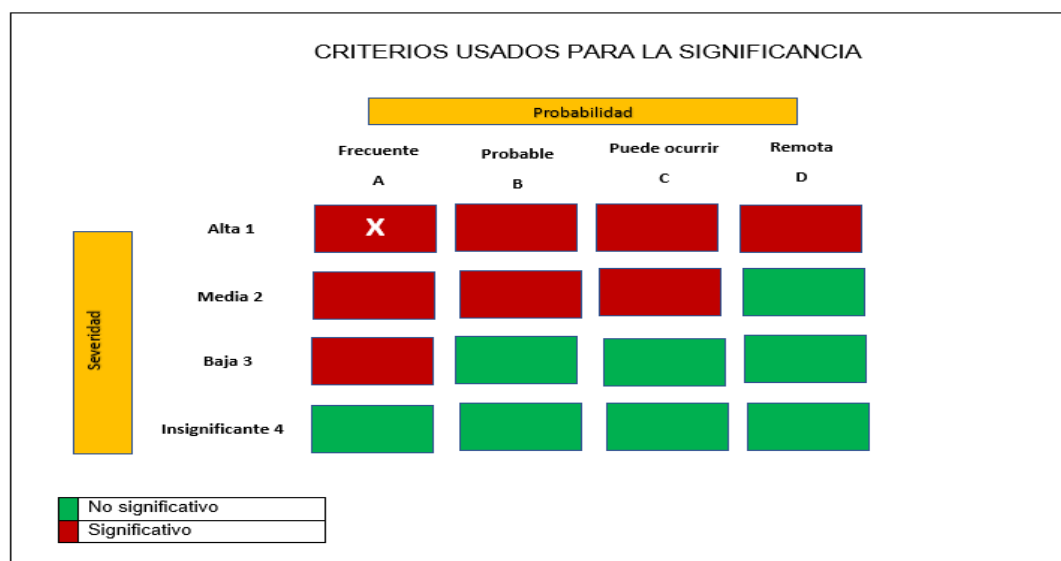 CRITERIOS USADOS PARA LA SIGNIFICANCIA
Probabilidad
Frecuente Probable Puede ocurrir Remota
A B C D
Alta 1 X
Severidad
Media 2
Baja 3
Insignificante 4
No significativo
Significativo